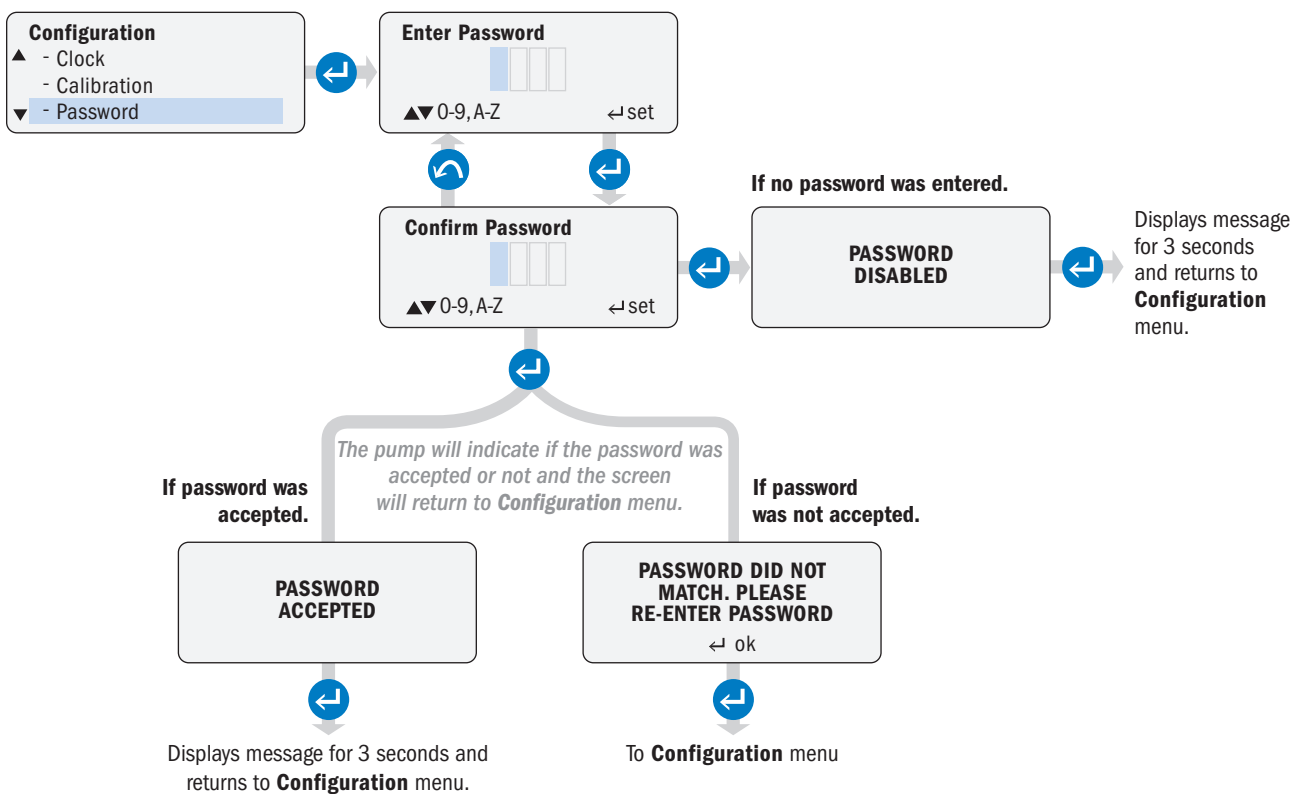 Configuration
- Clock
- Calibration
- Password
Enter Password
▲▼ 0-9, A-Z ↵ set
Confirm Password
▲▼ 0-9, A-Z ↵ set
If no password was entered.
PASSWORD
DISABLED
Displays message
for 3 seconds
and returns to
Configuration
menu.
The pump will indicate if the password was
accepted or not and the screen
will return to Configuration menu.
If password was
accepted.
PASSWORD
ACCEPTED
Displays message for 3 seconds and
returns to Configuration menu.
If password
was not accepted.
PASSWORD DID NOT
MATCH. PLEASE
RE-ENTER PASSWORD
↵ ok
To Configuration menu